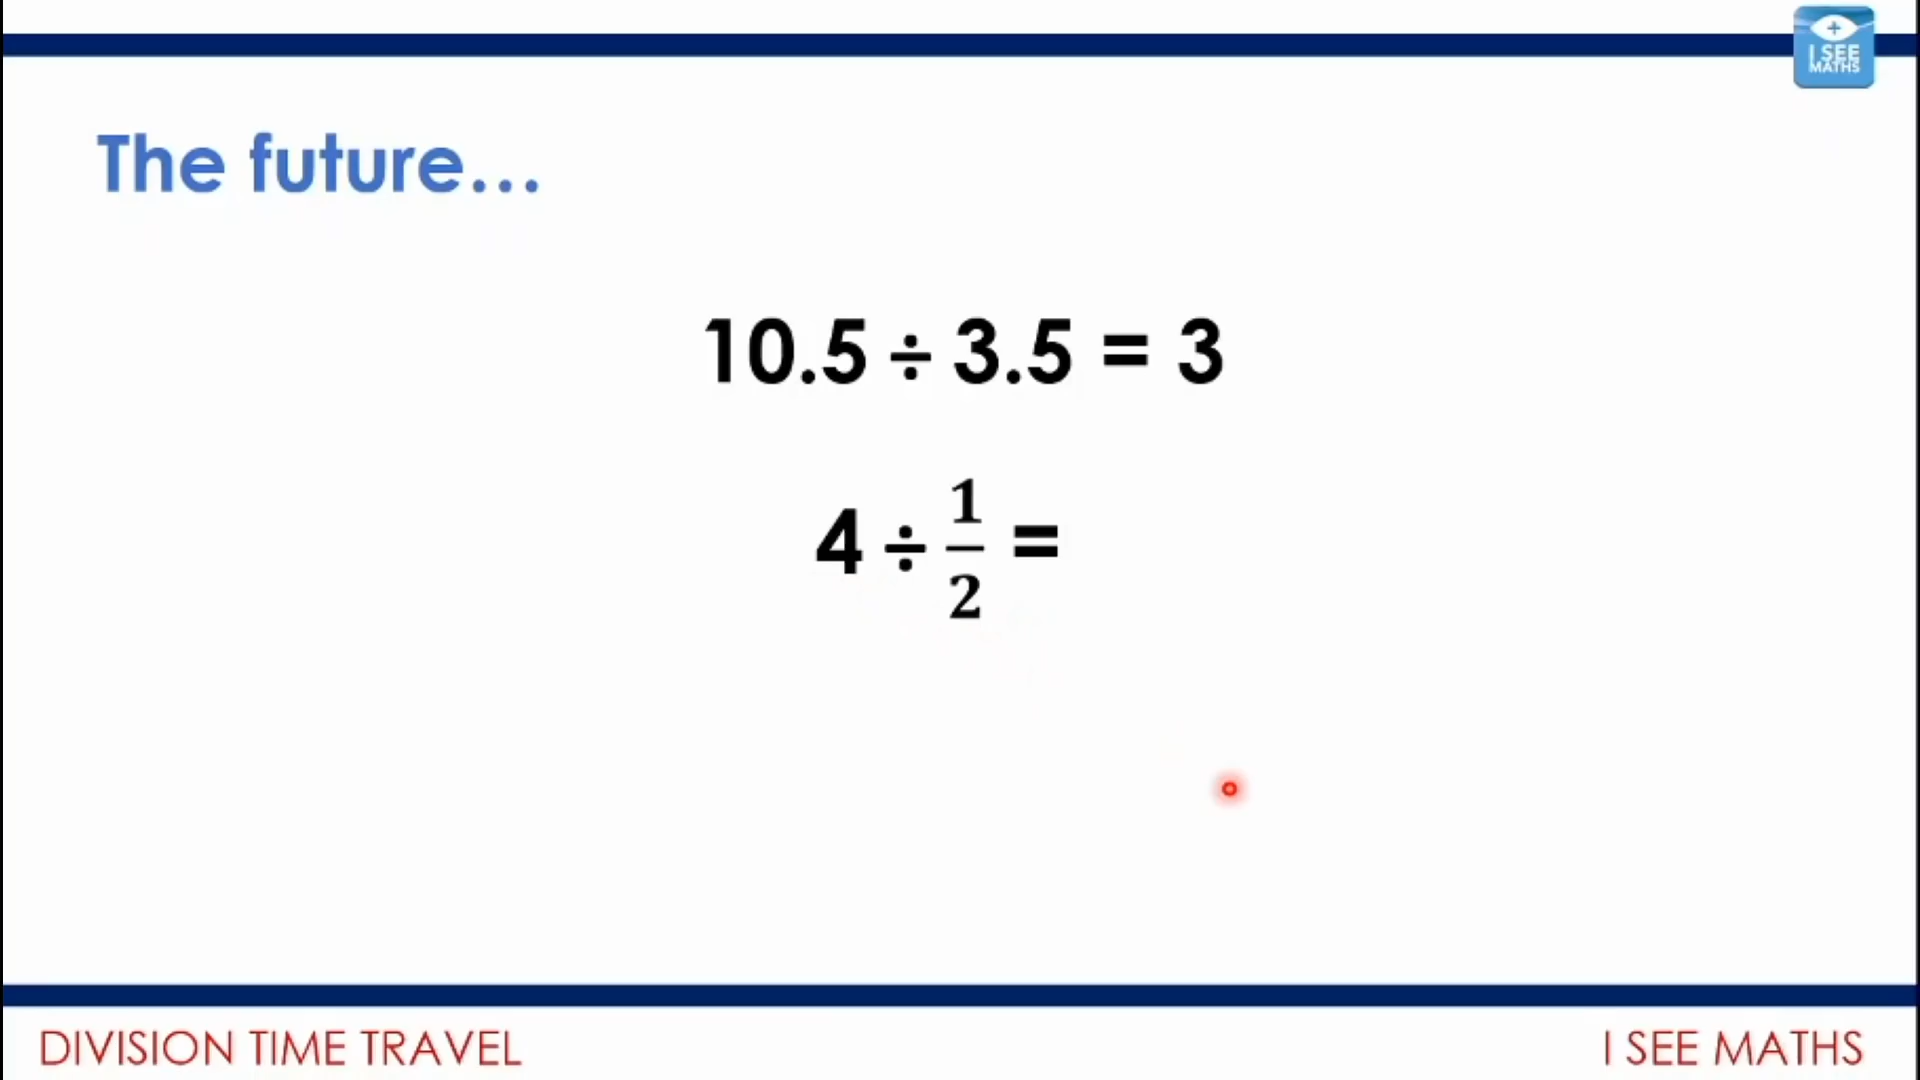 I SEE
MATHS
The future...
10.5 ÷ 3.5 = 3
4 ÷ 1/2 =
DIVISION TIME TRAVEL
I SEE MATHS